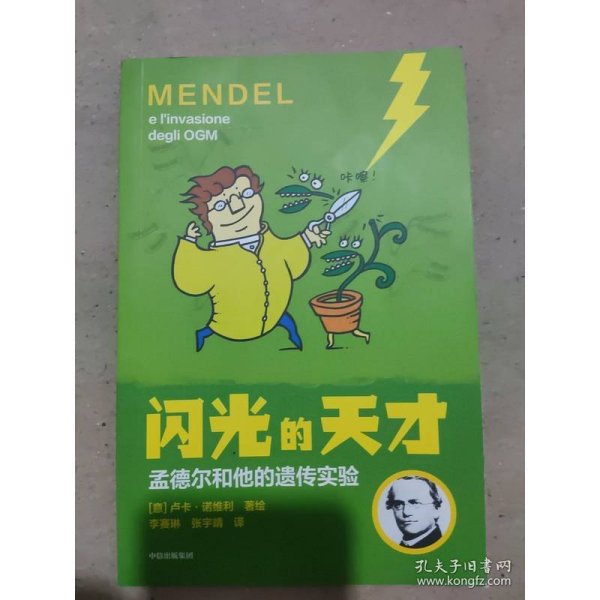 MENDEL
e l'invasione
degli OGM
咔嚓!
闪光的天才
孟德尔和他的遗传实验
[意] 卢卡·诺维利 著绘
李赛琳 张宇靖 译
中信出版集团
孔夫子旧书网
www.kongfz.com